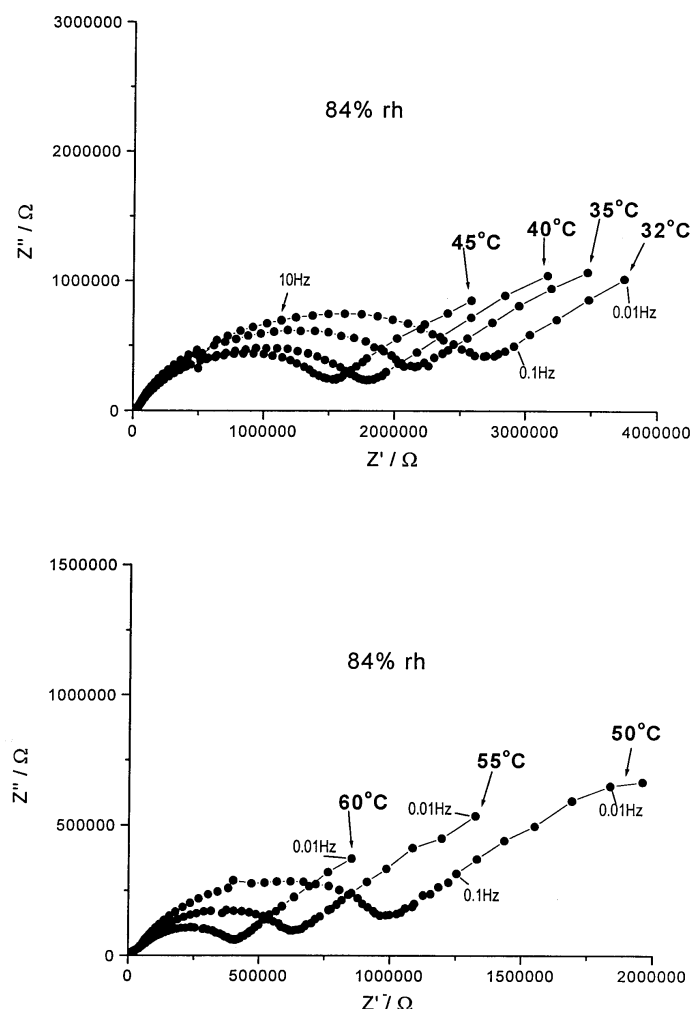 3000000
84% rh
2000000
Z'' / Ω
35°C
40°C
32°C
45°C
1000000
10Hz
0.01Hz
0.1Hz
0
0
1000000
2000000
3000000
4000000
Z' / Ω
1500000
84% rh
1000000
Z'' / Ω
50°C
55°C
60°C
0.01Hz
0.01Hz
0.01Hz
500000
0.1Hz
0
0
500000
1000000
1500000
2000000
Z' / Ω